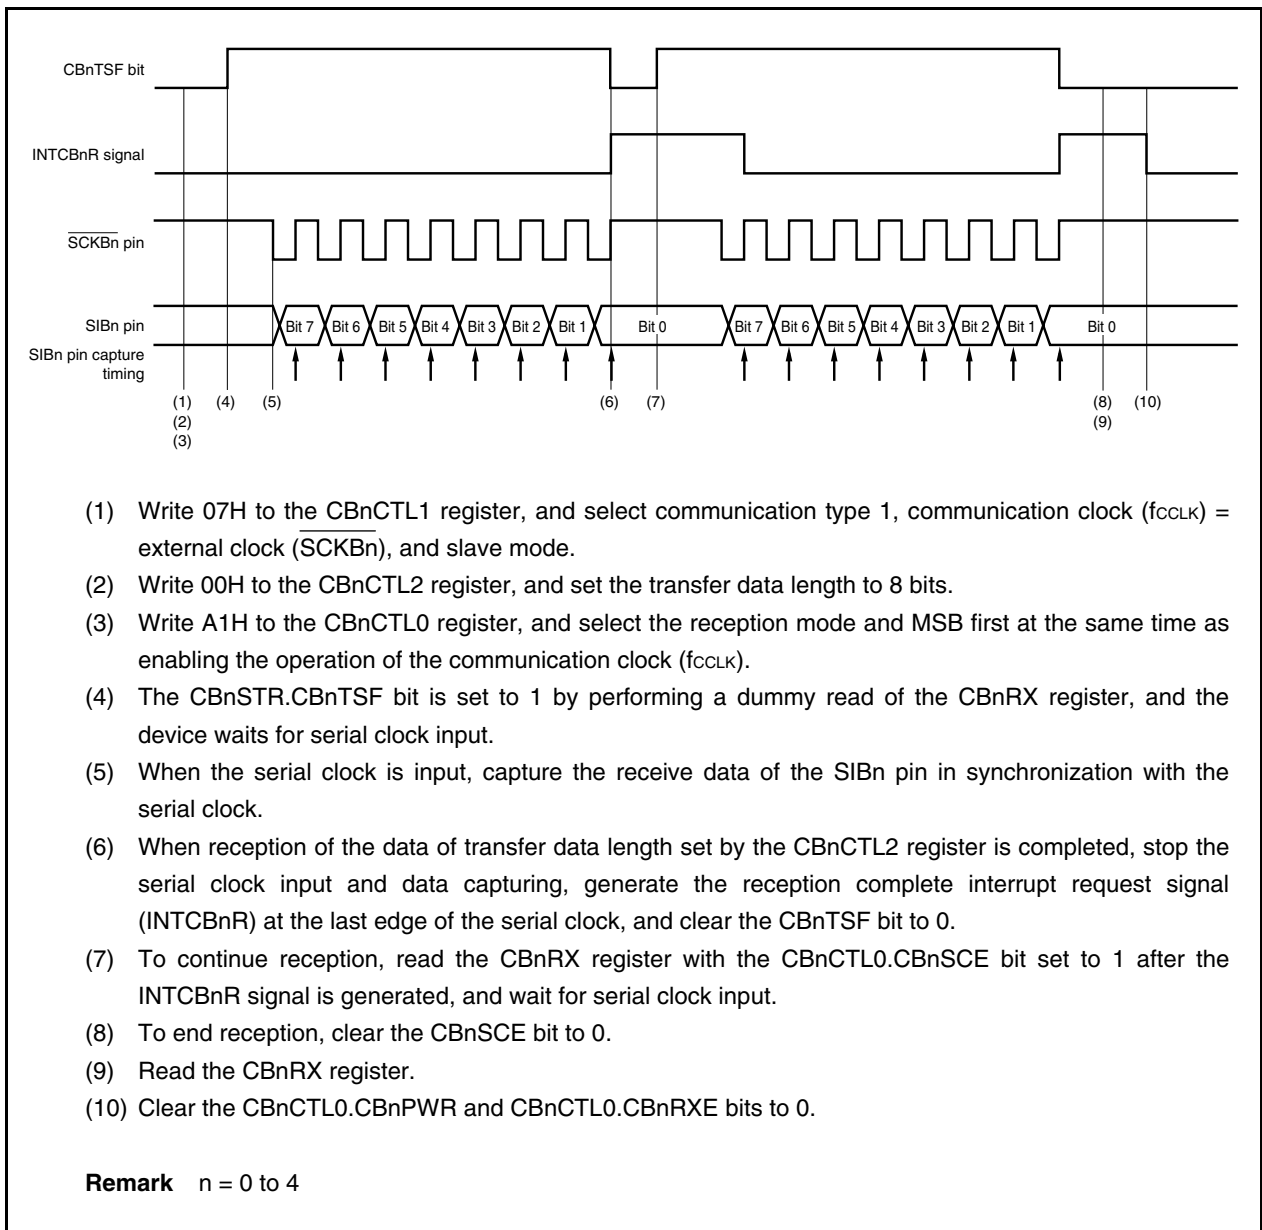 CBnTSF bit
INTCBnR signal
SCKBn pin
SIBn pin
Bit 7 Bit 6 Bit 5 Bit 4 Bit 3 Bit 2 Bit 1 Bit 0 Bit 7 Bit 6 Bit 5 Bit 4 Bit 3 Bit 2 Bit 1 Bit 0
SIBn pin capture
timing
(1) (4) (5) (6) (7) (8) (10)
(2) (9)
(3)
(1) Write 07H to the CBnCTL1 register, and select communication type 1, communication clock (fCCLK) =
external clock (SCKBn), and slave mode.
(2) Write 00H to the CBnCTL2 register, and set the transfer data length to 8 bits.
(3) Write A1H to the CBnCTL0 register, and select the reception mode and MSB first at the same time as
enabling the operation of the communication clock (fCCLK).
(4) The CBnSTR.CBnTSF bit is set to 1 by performing a dummy read of the CBnRX register, and the
device waits for serial clock input.
(5) When the serial clock is input, capture the receive data of the SIBn pin in synchronization with the
serial clock.
(6) When reception of the data of transfer data length set by the CBnCTL2 register is completed, stop the
serial clock input and data capturing, generate the reception complete interrupt request signal
(INTCBnR) at the last edge of the serial clock, and clear the CBnTSF bit to 0.
(7) To continue reception, read the CBnRX register with the CBnCTL0.CBnSCE bit set to 1 after the
INTCBnR signal is generated, and wait for serial clock input.
(8) To end reception, clear the CBnSCE bit to 0.
(9) Read the CBnRX register.
(10) Clear the CBnCTL0.CBnPWR and CBnCTL0.CBnRXE bits to 0.
Remark n = 0 to 4